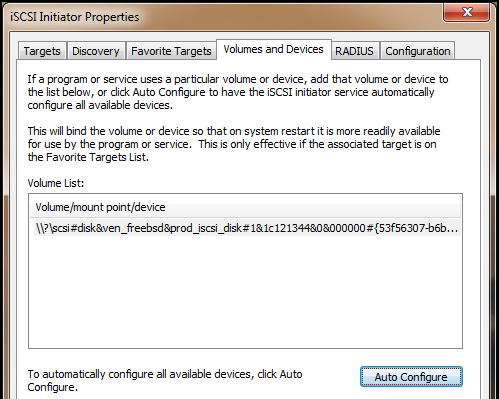 iSCSI Initiator Properties
Targets Discovery Favorite Targets Volumes and Devices RADIUS Configuration
If a program or service uses a particular volume or device, add that volume or device to
the list below, or click Auto Configure to have the iSCSI initiator service automatically
configure all available devices.
This will bind the volume or device so that on system restart it is more readily available
for use by the program or service.  This is only effective if the associated target is on
the Favorite Targets List.
Volume List:
Volume/mount point/device
\\?\scsi#disk&ven_freebsd&prod_iscsi_disk#1&1c121344&0&000000#{53f56307-b6b...
To automatically configure all available devices, click Auto
Configure.
Auto Configure